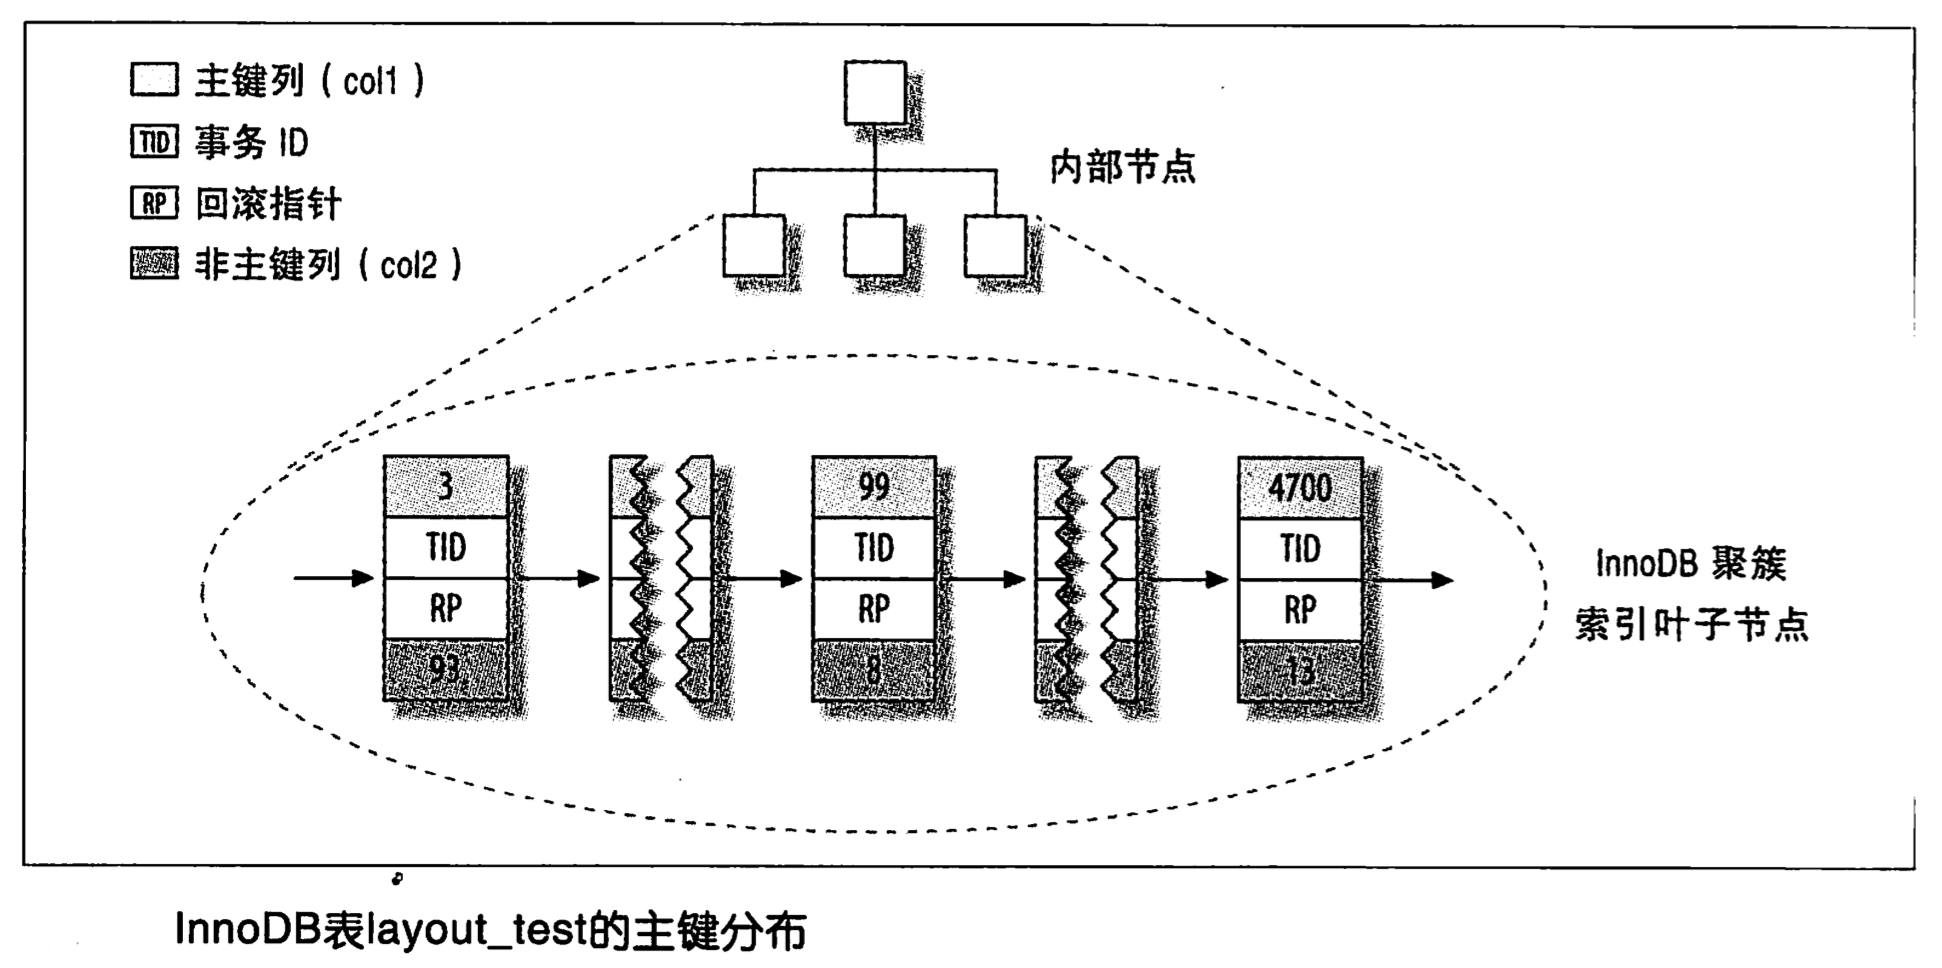 主键列（col1）
TID 事务 ID
RP 回滚指针
非主键列（col2）
内部节点
3
99
4700
TID
TID
TID
RP
RP
RP
93
8
13
InnoDB 聚簇
索引叶子节点
InnoDB表layout_test的主键分布